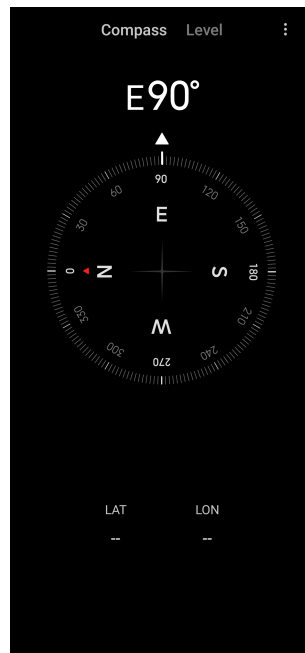 Compass Level
E90°
90
60 120
E
30 150
0 N S 180
330 210
W
300 240
270
LAT LON
-- --